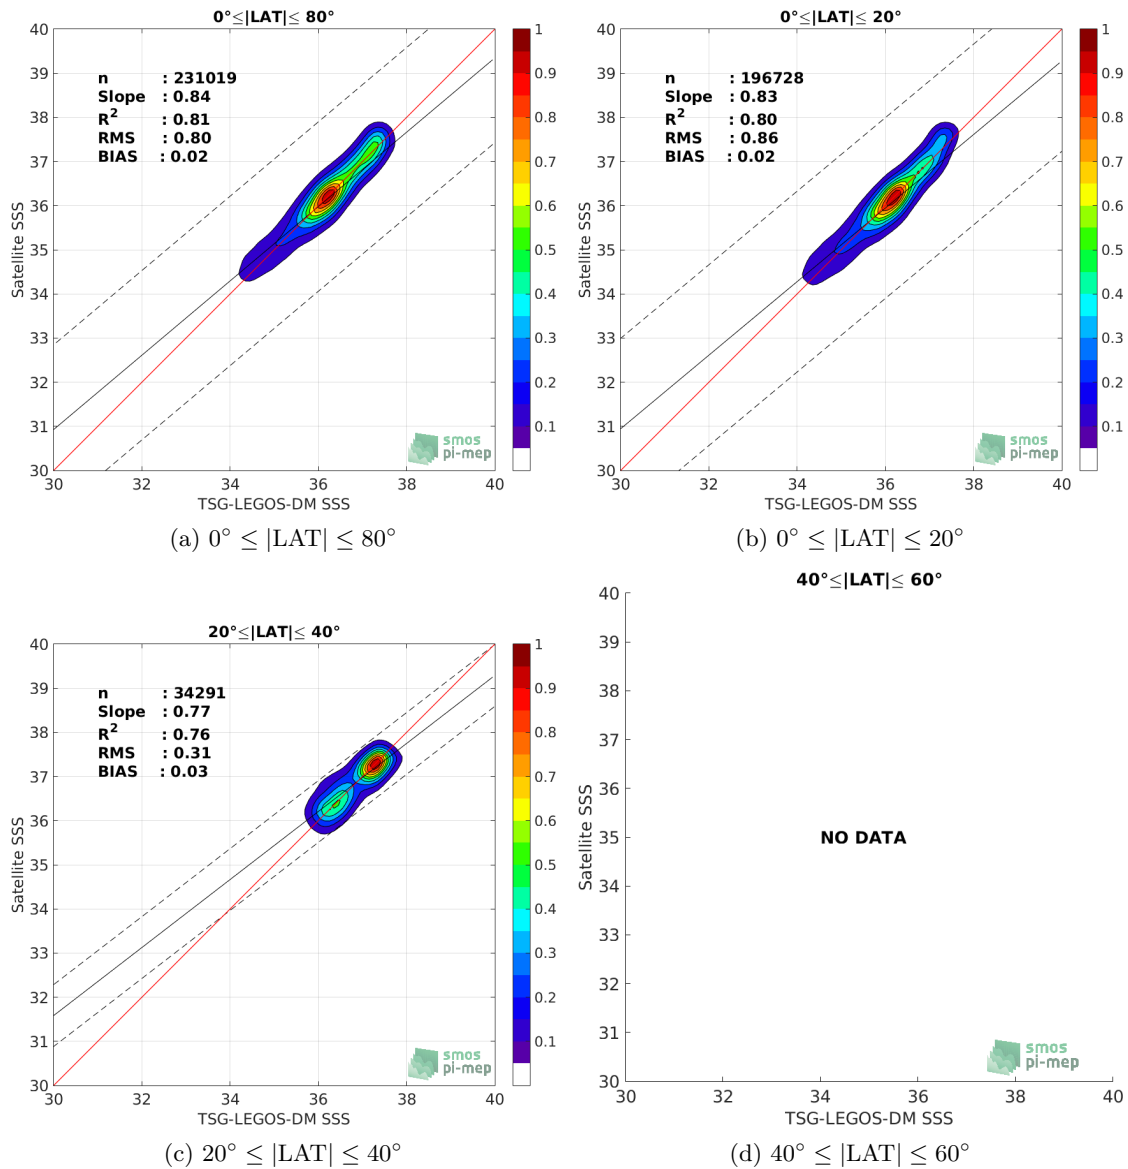 0°≤|LAT|≤ 80°
n : 231019
Slope : 0.84
R2 : 0.81
RMS : 0.80
BIAS : 0.02
40
39
38
37
36
35
34
33
32
31
30
Satellite SSS
30 32 34 36 38 40
TSG-LEGOS-DM SSS
smos
pi-mep
1
0.9
0.8
0.7
0.6
0.5
0.4
0.3
0.2
0.1
(a) 0° ≤ |LAT| ≤ 80°
0°≤|LAT|≤ 20°
n : 196728
Slope : 0.83
R2 : 0.80
RMS : 0.86
BIAS : 0.02
40
39
38
37
36
35
34
33
32
31
30
Satellite SSS
30 32 34 36 38 40
TSG-LEGOS-DM SSS
smos
pi-mep
1
0.9
0.8
0.7
0.6
0.5
0.4
0.3
0.2
0.1
(b) 0° ≤ |LAT| ≤ 20°
20°≤|LAT|≤ 40°
n : 34291
Slope : 0.77
R2 : 0.76
RMS : 0.31
BIAS : 0.03
40
39
38
37
36
35
34
33
32
31
30
Satellite SSS
30 32 34 36 38 40
TSG-LEGOS-DM SSS
smos
pi-mep
1
0.9
0.8
0.7
0.6
0.5
0.4
0.3
0.2
0.1
(c) 20° ≤ |LAT| ≤ 40°
40°≤|LAT|≤ 60°
40
39
38
37
36
35
34
33
32
31
30
Satellite SSS
NO DATA
30 32 34 36 38 40
TSG-LEGOS-DM SSS
smos
pi-mep
(d) 40° ≤ |LAT| ≤ 60°